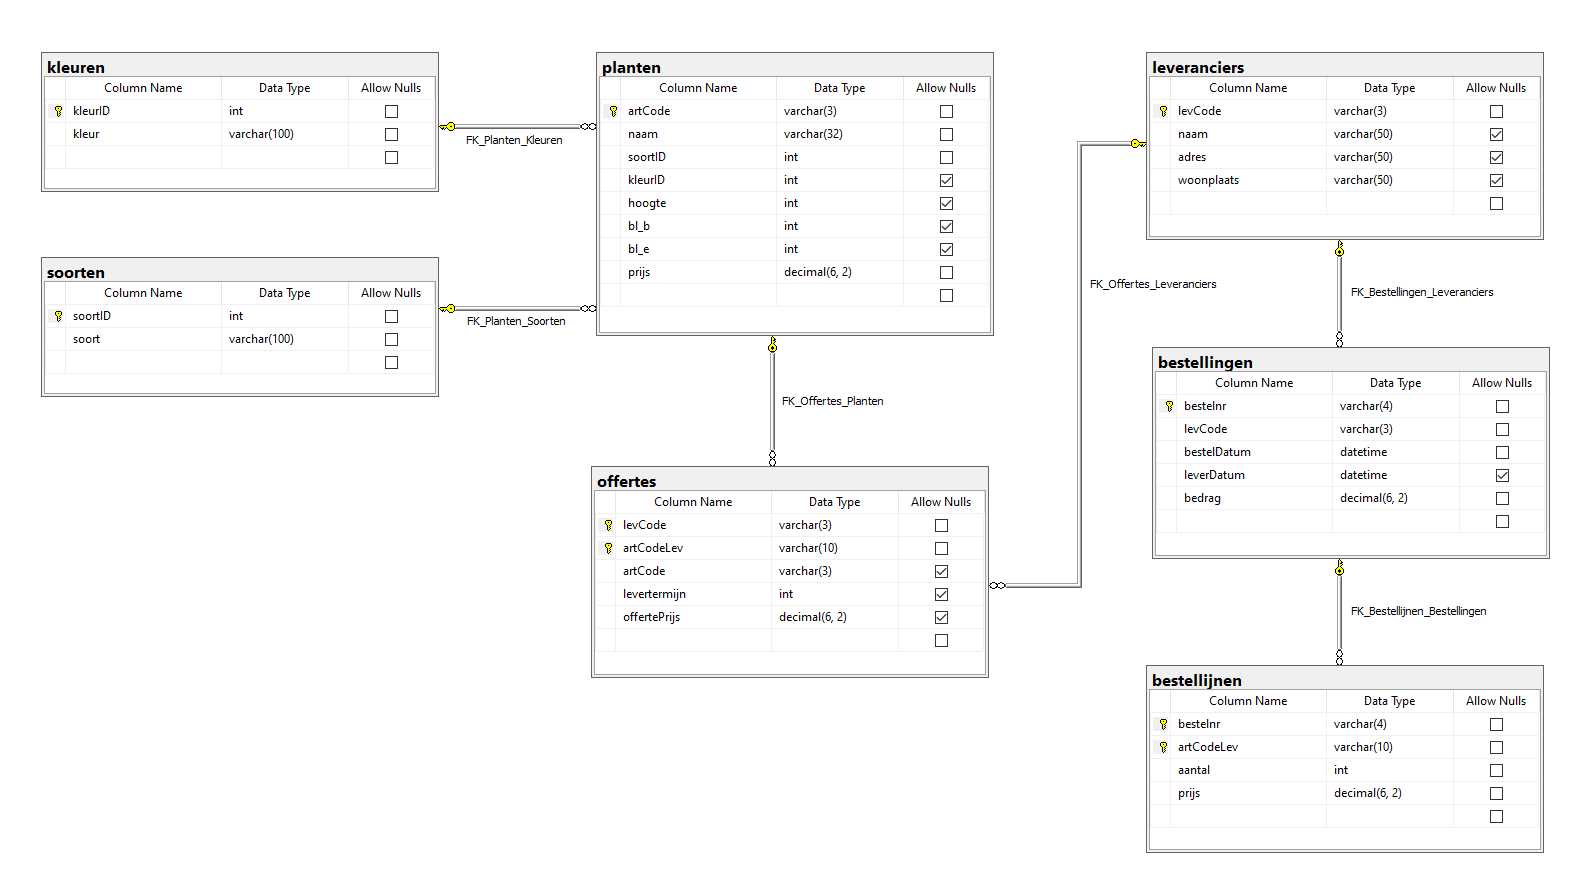 kleuren
Column Name Data Type Allow Nulls
kleurID int
kleur varchar(100)
FK_Planten_Kleuren
soorten
Column Name Data Type Allow Nulls
soortID int
soort varchar(100)
FK_Planten_Soorten
planten
Column Name Data Type Allow Nulls
artCode varchar(3)
naam varchar(32)
soortID int
kleurID int
hoogte int
bl_b int
bl_e int
prijs decimal(6, 2)
FK_Offertes_Planten
offertes
Column Name Data Type Allow Nulls
levCode varchar(3)
artCodeLev varchar(10)
artCode varchar(3)
levertermijn int
offertePrijs decimal(6, 2)
FK_Offertes_Leveranciers
leveranciers
Column Name Data Type Allow Nulls
levCode varchar(3)
naam varchar(50)
adres varchar(50)
woonplaats varchar(50)
FK_Bestellingen_Leveranciers
bestellingen
Column Name Data Type Allow Nulls
bestelnr varchar(4)
levCode varchar(3)
bestelDatum datetime
leverDatum datetime
bedrag decimal(6, 2)
FK_Bestellijnen_Bestellingen
bestellijnen
Column Name Data Type Allow Nulls
bestelnr varchar(4)
artCodeLev varchar(10)
aantal int
prijs decimal(6, 2)